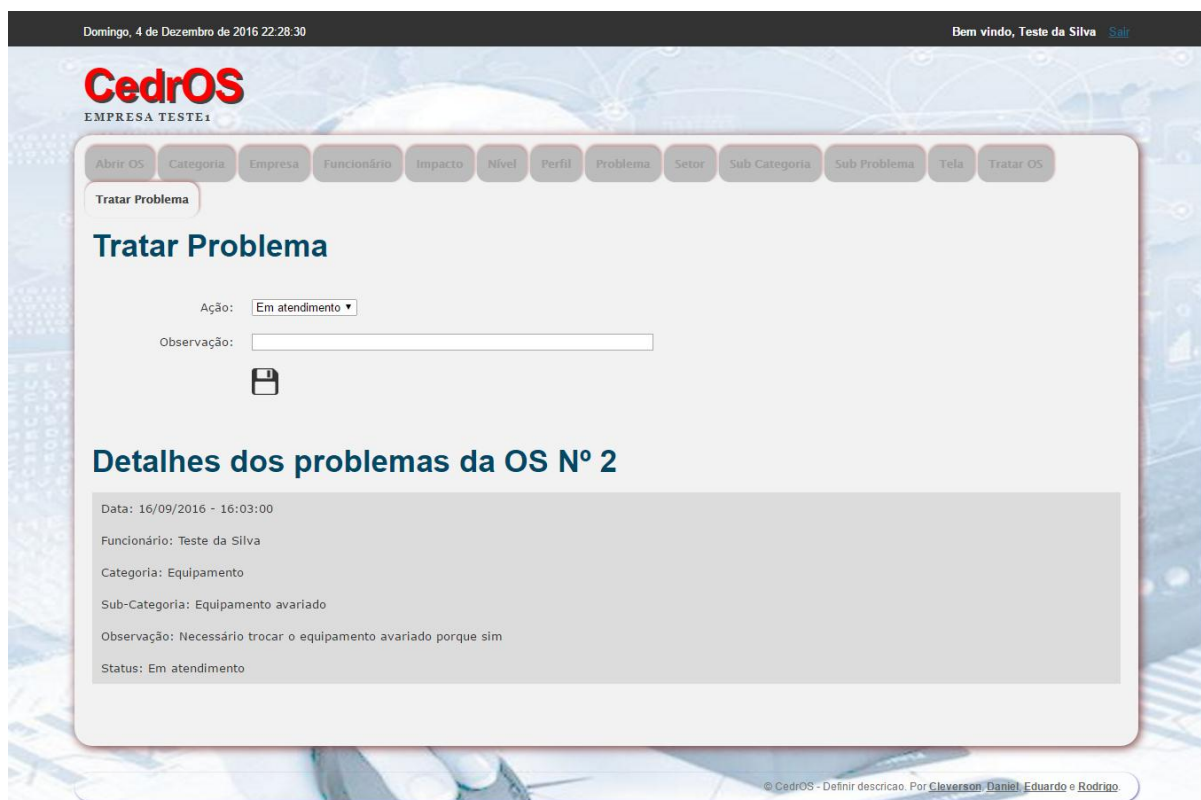 Domingo, 4 de Dezembro de 2016 22:28:30 Bem vindo, Teste da Silva Sair
CedrOS
EMPRESA TESTE1
Abrir OS Categoria Empresa Funcionário Impacto Nível Perfil Problema Setor Sub Categoria Sub Problema Tela Tratar OS
Tratar Problema
Tratar Problema
Ação: Em atendimento
Observação:
Detalhes dos problemas da OS Nº 2
Data: 16/09/2016 - 16:03:00
Funcionário: Teste da Silva
Categoria: Equipamento
Sub-Categoria: Equipamento avariado
Observação: Necessário trocar o equipamento avariado porque sim
Status: Em atendimento
© CedrOS - Definir descricao. Por Cleverson, Daniel, Eduardo e Rodrigo.